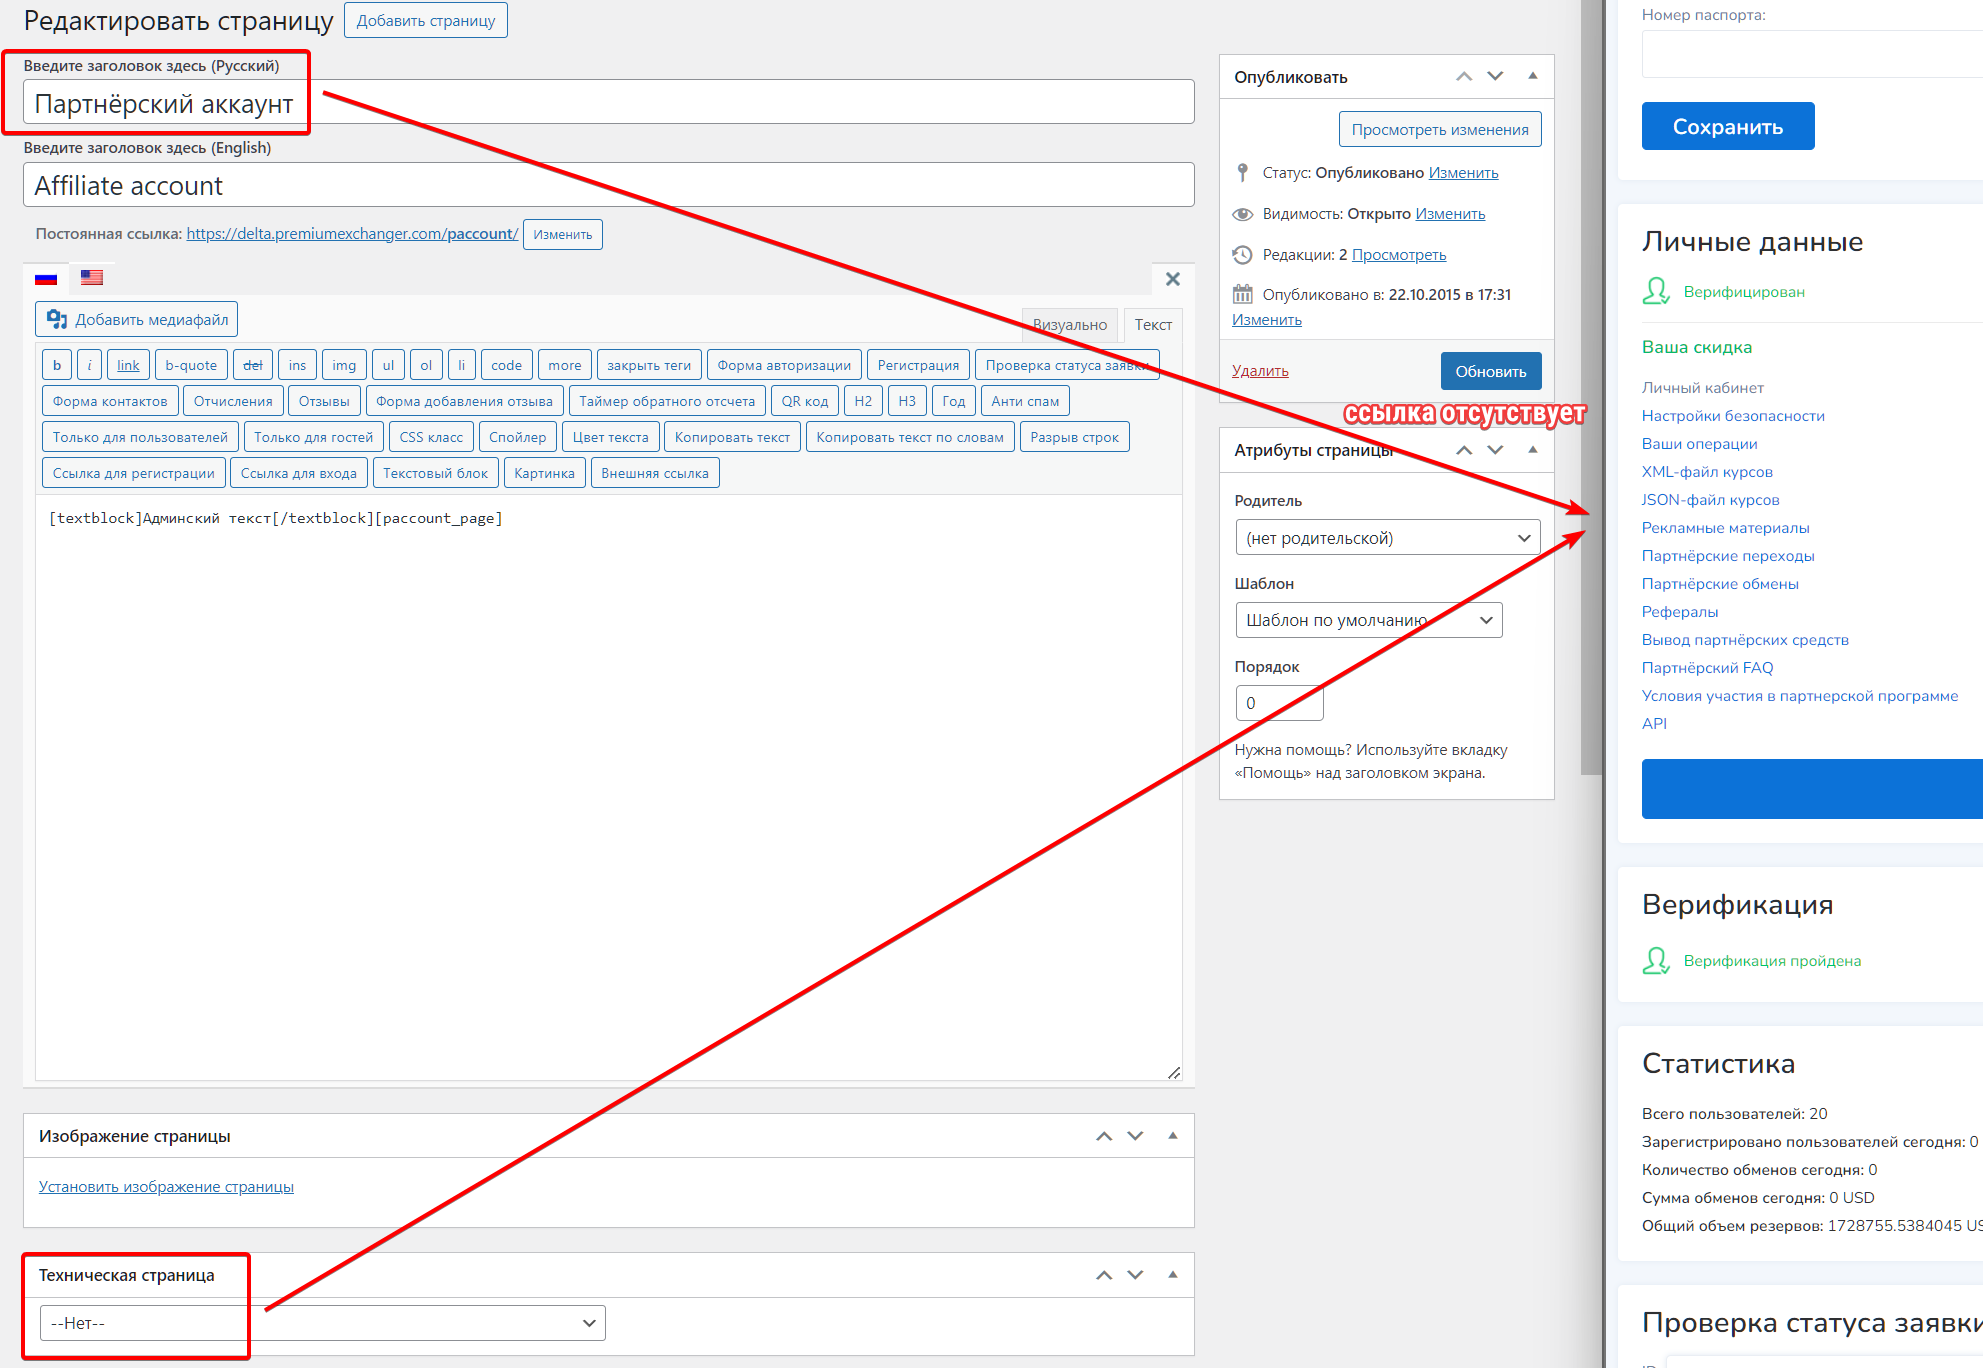 Редактировать страницу
Добавить страницу
Введите заголовок здесь (Русский)
Партнёрский аккаунт
Введите заголовок здесь (English)
Affiliate account
Постоянная ссылка: https://delta.premiumexchanger.com/paccount/ Изменить
Добавить медиафайл
Визуально Текст
b i link b-quote del ins img ul ol li code more закрыть теги Форма авторизации Регистрация Проверка статуса заявки
Форма контактов Отчисления Отзывы Форма добавления отзыва Таймер обратного отсчета QR код H2 H3 Год Анти спам
Только для пользователей Только для гостей CSS класс Спойлер Цвет текста Копировать текст Копировать текст по словам Разрыв строк
Ссылка для регистрации Ссылка для входа Текстовый блок Картинка Внешняя ссылка
[textblock]Админский текст[/textblock][paccount_page]
Изображение страницы
Установить изображение страницы
Техническая страница
--Нет--
Опубликовать
Просмотреть изменения
Статус: Опубликовано Изменить
Видимость: Открыто Изменить
Редакции: 2 Просмотреть
Опубликовано в: 22.10.2015 в 17:31
Изменить
Удалить
Обновить
ссылка отсутствует
Атрибуты страницы
Родитель
(нет родительской)
Шаблон
Шаблон по умолчанию
Порядок
0
Нужна помощь? Используйте вкладку
«Помощь» над заголовком экрана.
Номер паспорта:
Сохранить
Личные данные
Верифицирован
Ваша скидка
Личный кабинет
Настройки безопасности
Ваши операции
XML-файл курсов
JSON-файл курсов
Рекламные материалы
Партнёрские переходы
Партнёрские обмены
Рефералы
Вывод партнёрских средств
Партнёрский FAQ
Условия участия в партнерской программе
API
Верификация
Верификация пройдена
Статистика
Всего пользователей: 20
Зарегистрировано пользователей сегодня: 0
Количество обменов сегодня: 0
Сумма обменов сегодня: 0 USD
Общий объем резервов: 1728755.5384045 US
Проверка статуса заявки